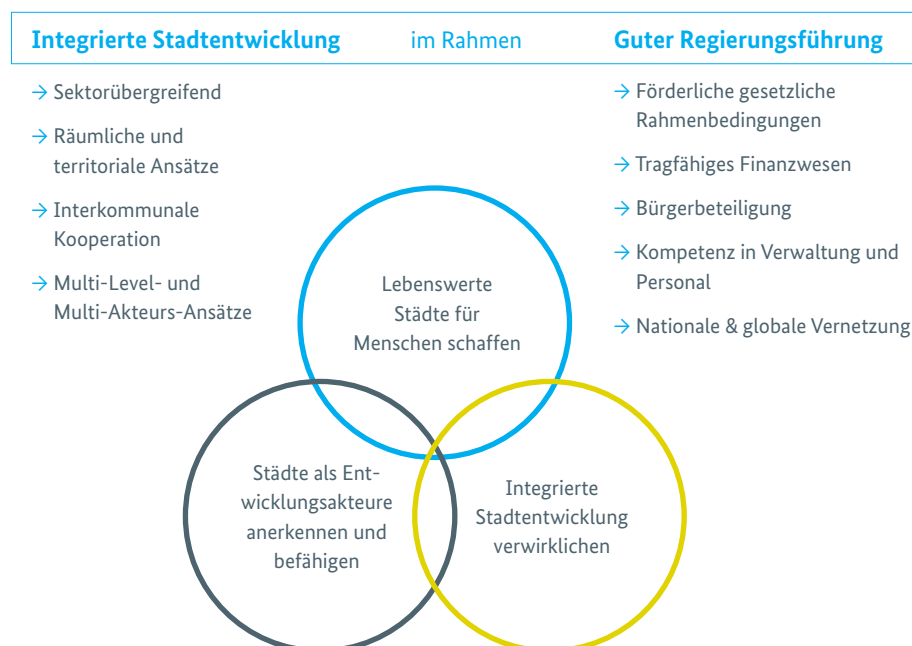 Integrierte Stadtentwicklung im Rahmen Guter Regierungsführung
→ Sektorübergreifend
→ Räumliche und
territoriale Ansätze
→ Interkommunale
Kooperation
→ Multi-Level- und
Multi-Akteurs-Ansätze
→ Förderliche gesetzliche
Rahmenbedingungen
→ Tragfähiges Finanzwesen
→ Bürgerbeteiligung
→ Kompetenz in Verwaltung und
Personal
→ Nationale & globale Vernetzung
Lebenswerte
Städte für
Menschen schaffen
Städte als Ent-
wicklungsakteure
anerkennen und
befähigen
Integrierte
Stadtentwicklung
verwirklichen